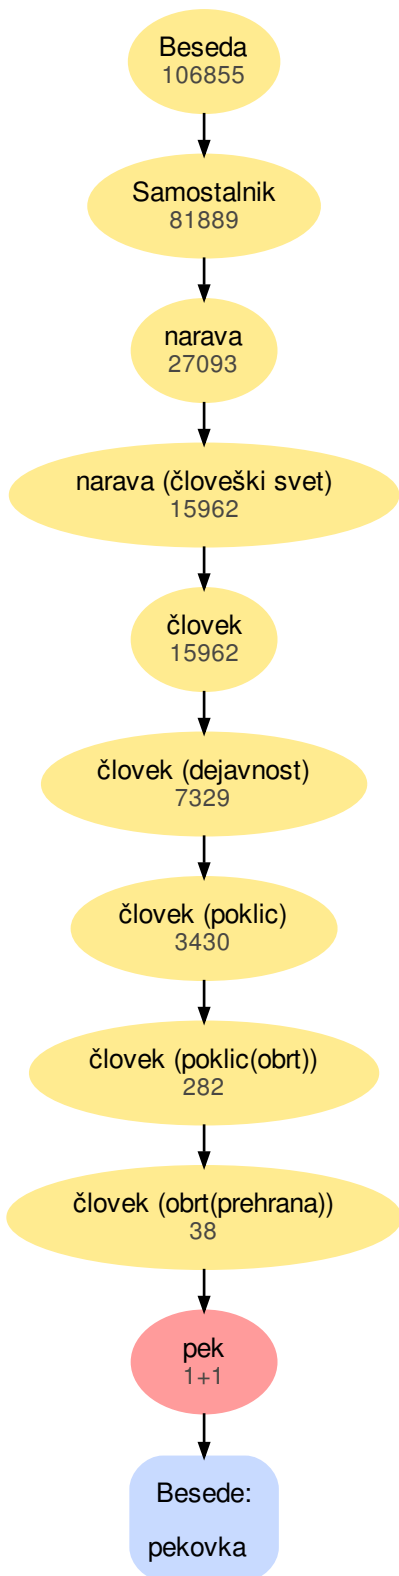 Beseda
106855
Samostalnik
81889
narava
27093
narava (človeški svet)
15962
človek
15962
človek (dejavnost)
7329
človek (poklic)
3430
človek (poklic(obrt))
282
človek (obrt(prehrana))
38
pek
1+1
Besede:
pekovka